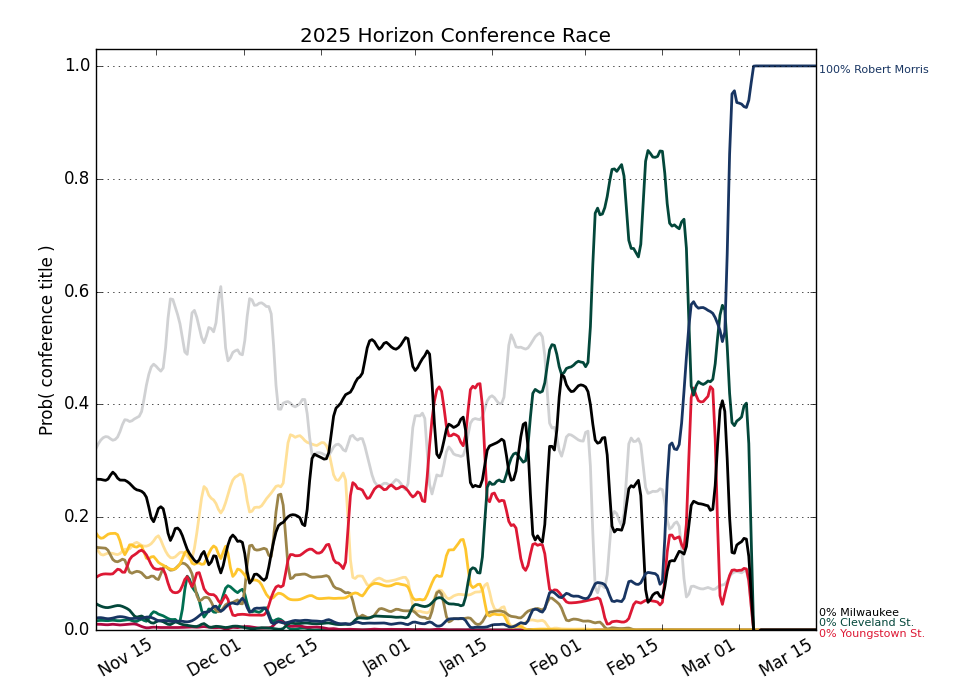 2025 Horizon Conference Race
Prob( conference title )
1.0
0.8
0.6
0.4
0.2
0.0
Nov 15
Dec 01
Dec 15
Jan 01
Jan 15
Feb 01
Feb 15
Mar 01
Mar 15
100% Robert Morris
0% Milwaukee
0% Cleveland St.
0% Youngstown St.